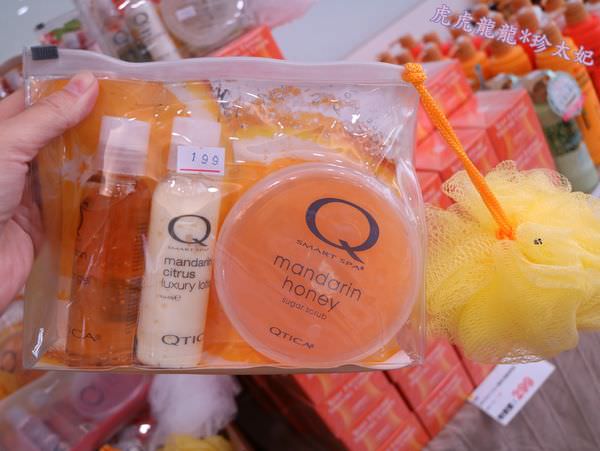 虎虎龍龍*珍太妃
199
Q
SMART SPA
mandarin
citrus
luxury lotion
QTICA
Q
SMART SPA
mandarin
honey
sugar scrub
QTICA
QTICA
299